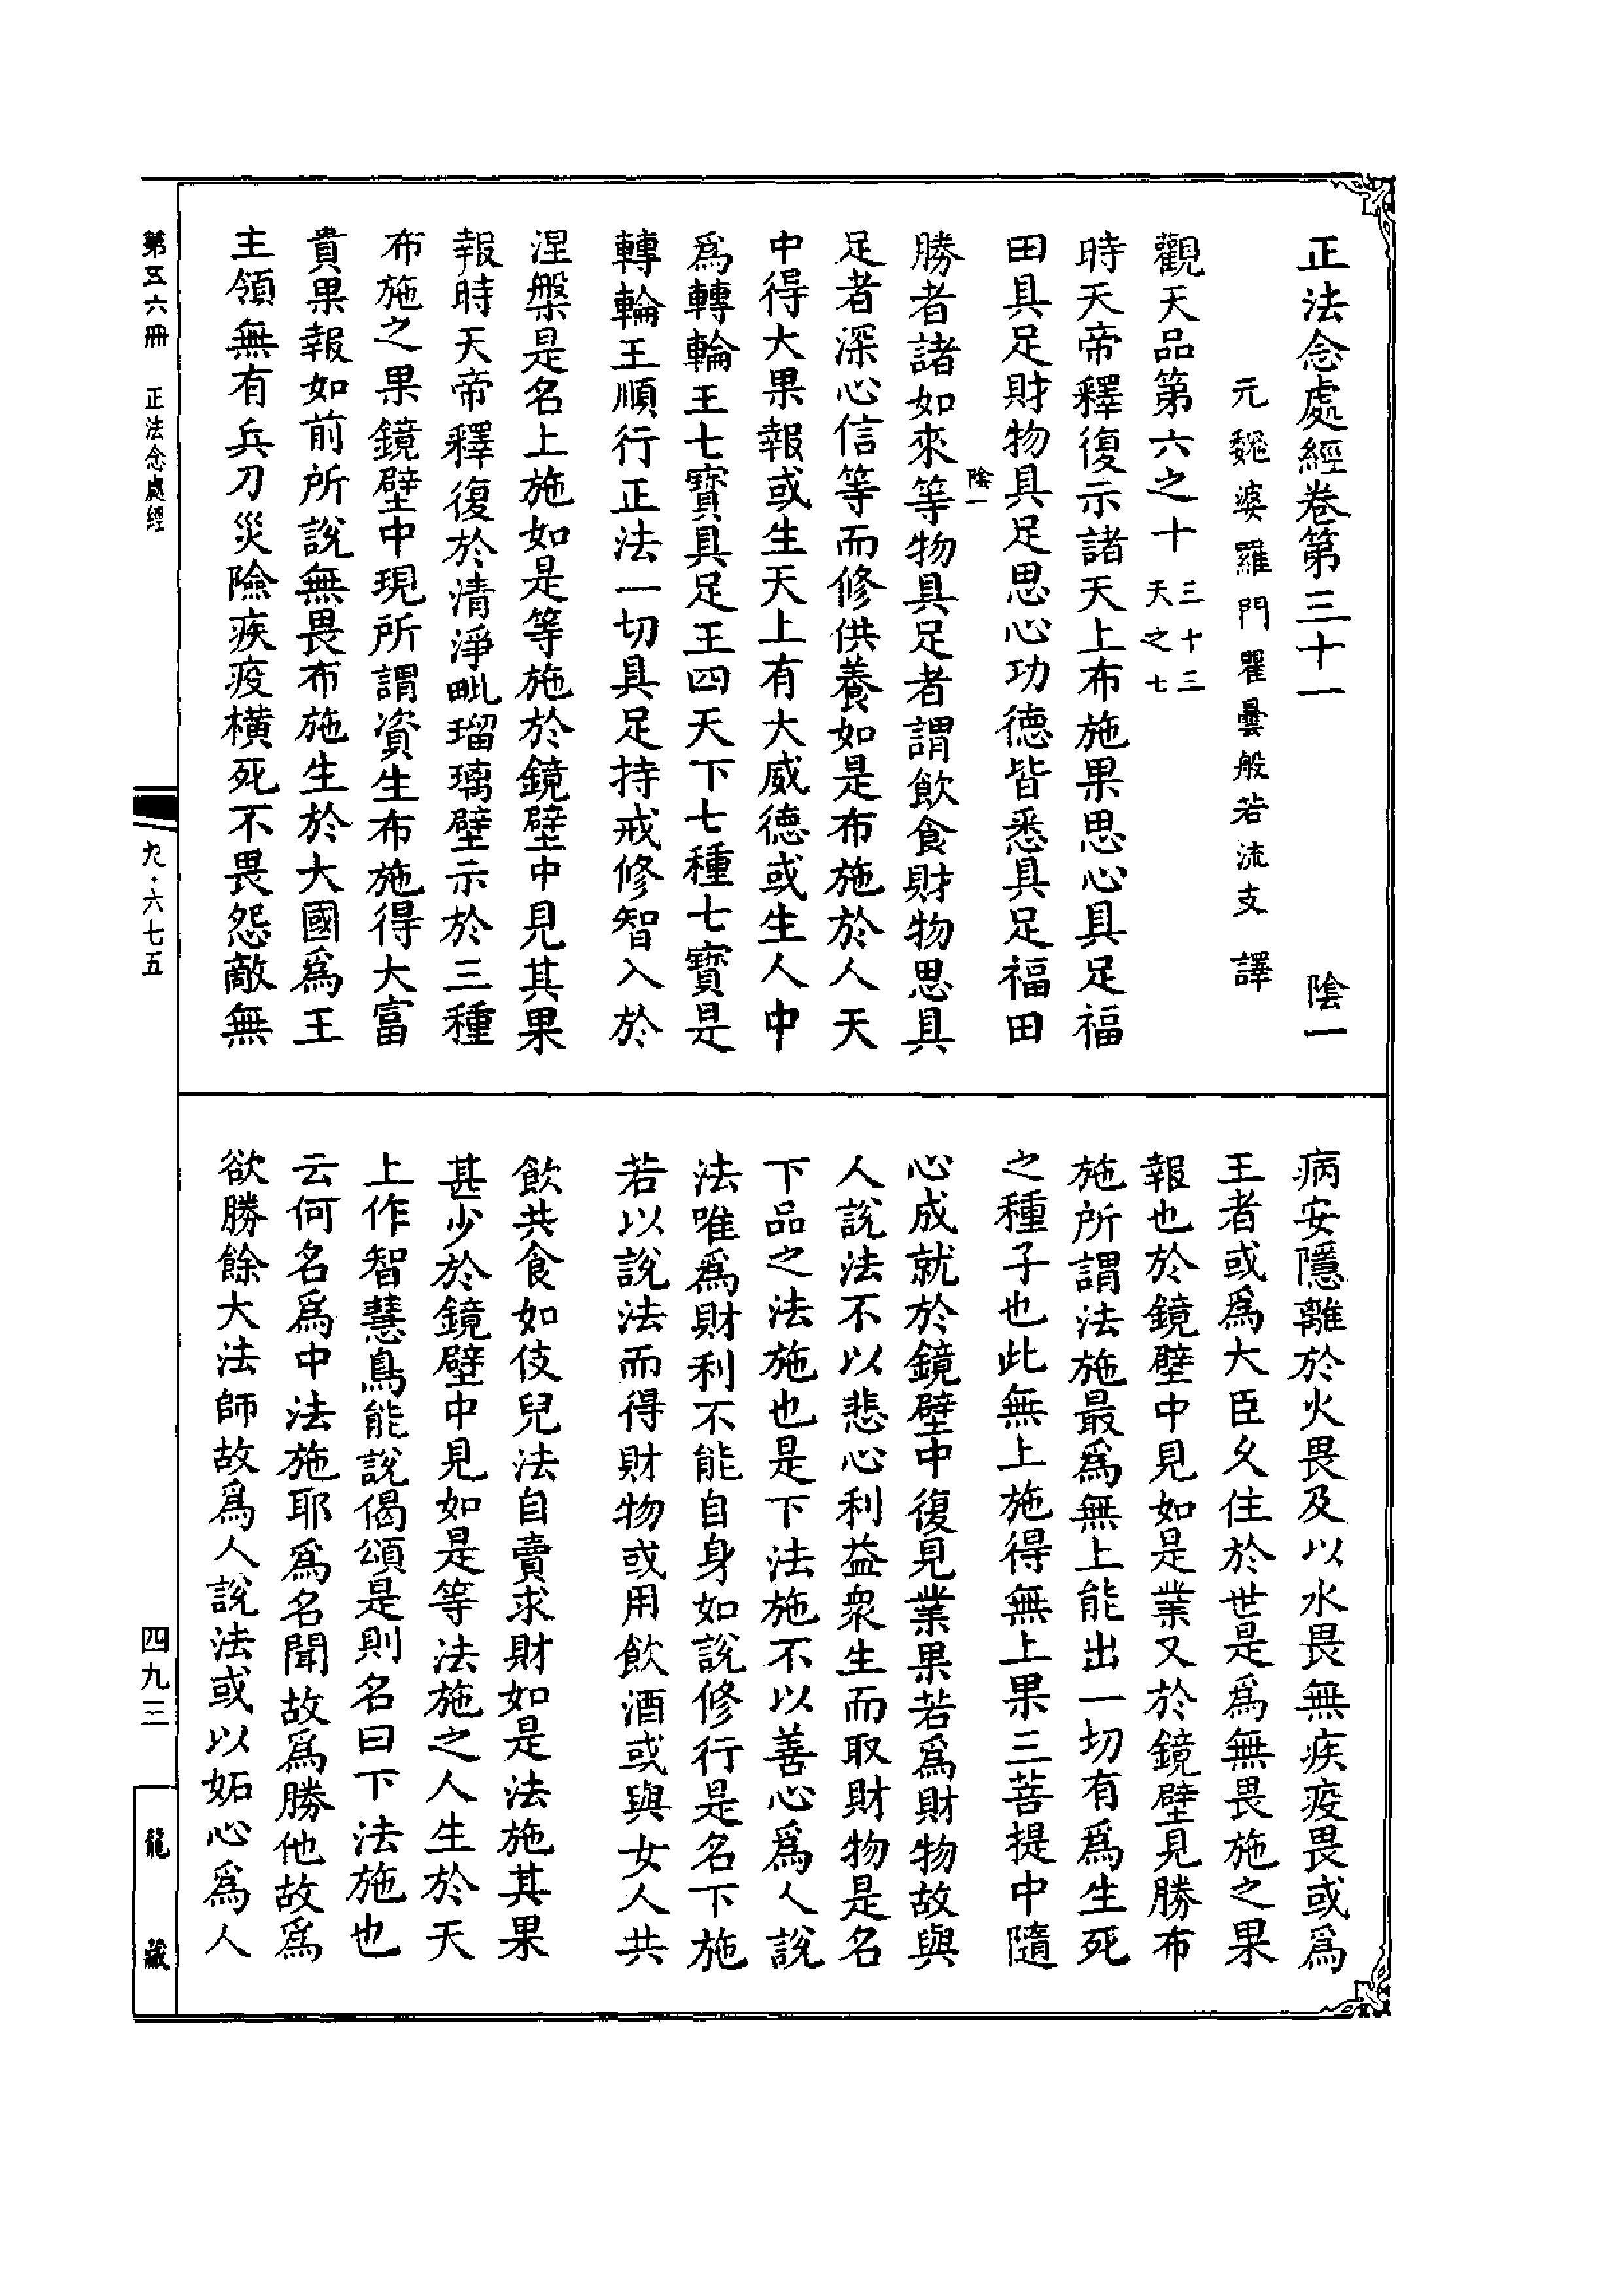 正法念處經卷第三十一　陰一
元魏婆羅門瞿曇般若流支　譯
觀天品第六之十三十三天之七
時天帝釋復示諸天上布施果思心具足福
田具足財物具足思心功德皆悉具足福田
陰一
勝者諸如來等物具足者謂飲食財物思具
足者深心信等而修供養如是布施於人天
中得大果報或生天上有大威德或生人中
爲轉輪王七寶具足王四天下七種七寶是
轉輪王順行正法一切具足持戒修智入於
涅槃是名上施如是等施於鏡壁中見其果
報時天帝釋復於清淨毗瑠璃壁示於三種
布施之果鏡壁中現所謂資生布施得大富
貴果報如前所說無畏布施生於大國爲王
主領無有兵刀災險疾疫橫死不畏怨敵無
病安隱離於火畏及以水畏無疾疫畏或爲
王者或爲大臣久住於世是爲無畏施之果
報也於鏡壁中見如是業又於鏡壁見勝布
施所謂法施最爲無上能出一切有爲生死
之種子也此無上施得無上果三菩提中隨
心成就於鏡壁中復見業果若爲財物故與
人說法不以悲心利益衆生而取財物是名
下品之法施也是下法施不以善心爲人說
法唯爲財利不能自身如說修行是名下施
若以說法而得財物或用飲酒或與女人共
飲共食如伎兒法自賣求財如是法施其果
甚少於鏡壁中見如是等法施之人生於天
上作智慧鳥能說偈頌是則名曰下法施也
云何名爲中法施耶爲名聞故爲勝他故爲
欲勝餘大法師故爲人說法或以妬心爲人
第五六冊　正法念處經
九·六七五
四九三
龍藏